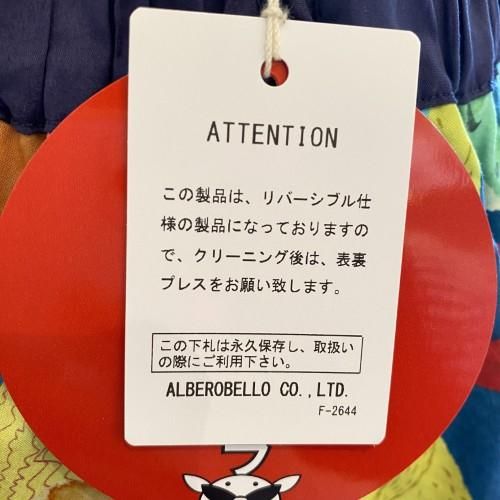 ATTENTION
この製品は、リバーシブル仕
様の製品になっておりますの
で、クリーニング後は、表裏
プレスをお願い致します。
この下札は永久保存し、取扱い
の際にご利用下さい。
ALBEROBELLO CO.,LTD.
F-2644